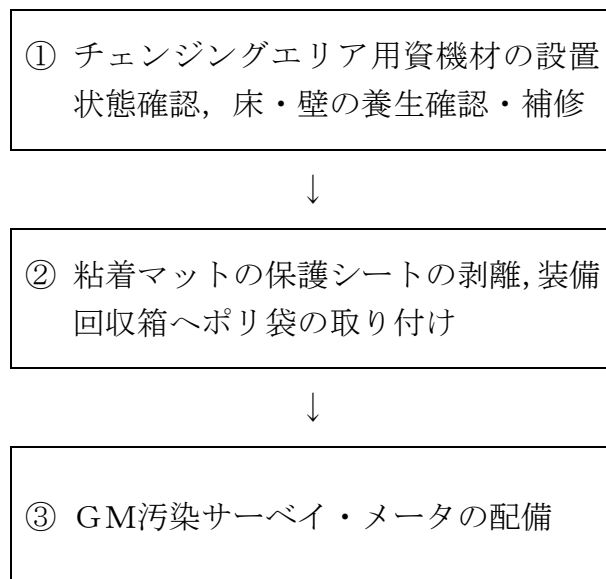 ① チェンジングエリア用資機材の設置
状態確認，床・壁の養生確認・補修
↓
② 粘着マットの保護シートの剥離，装備
回収箱へポリ袋の取り付け
↓
③ ＧＭ汚染サーベイ・メータの配備